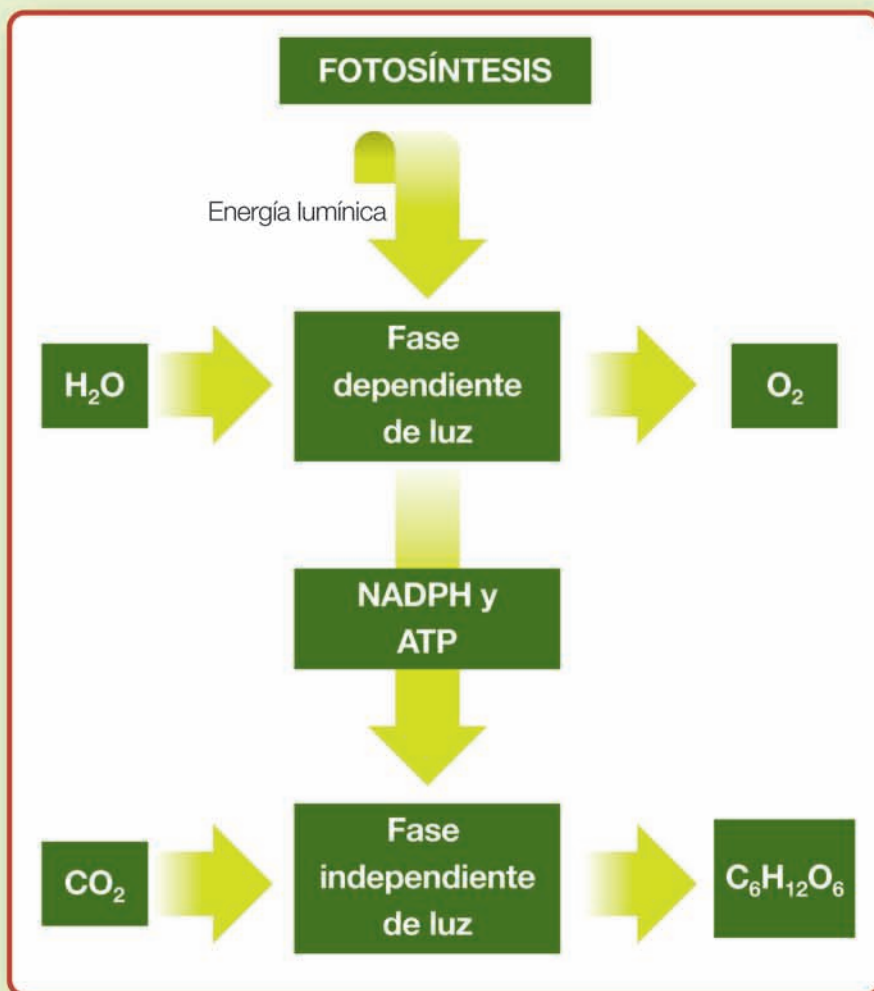 FOTOSÍNTESIS
Energía lumínica
H₂O
Fase
dependiente
de luz
O₂
NADPH y
ATP
CO₂
Fase
independiente
de luz
C₆H₁₂O₆